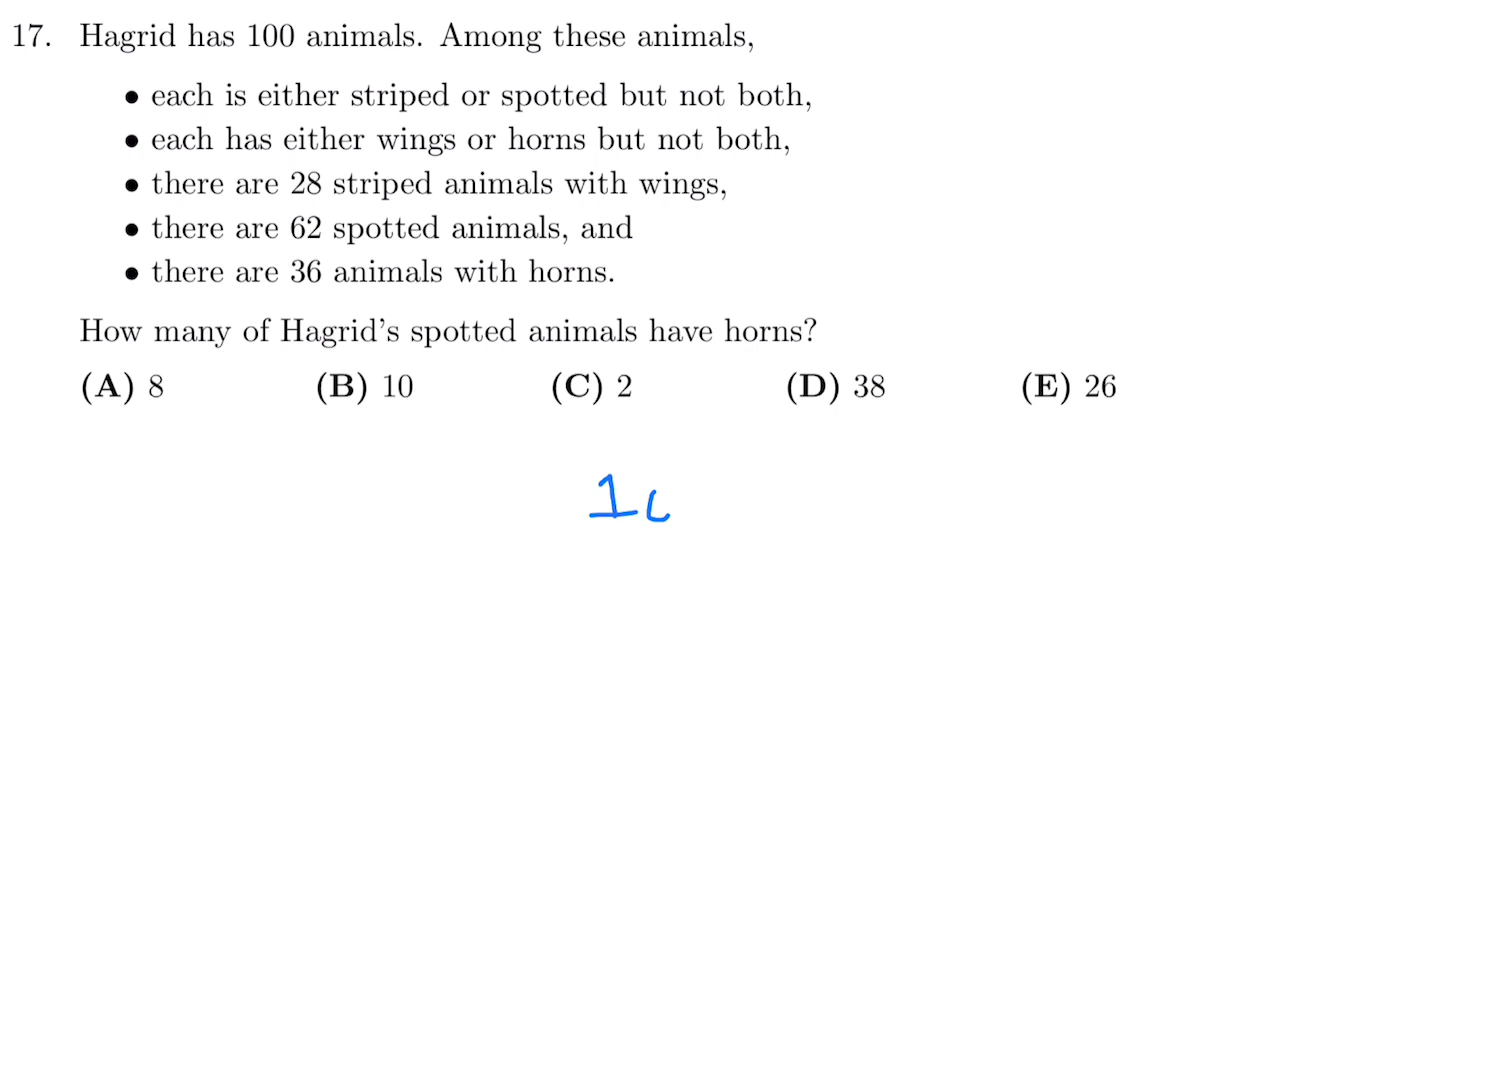 17. Hagrid has 100 animals. Among these animals,
• each is either striped or spotted but not both,
• each has either wings or horns but not both,
• there are 28 striped animals with wings,
• there are 62 spotted animals, and
• there are 36 animals with horns.
How many of Hagrid's spotted animals have horns?
(A) 8 (B) 10 (C) 2 (D) 38 (E) 26